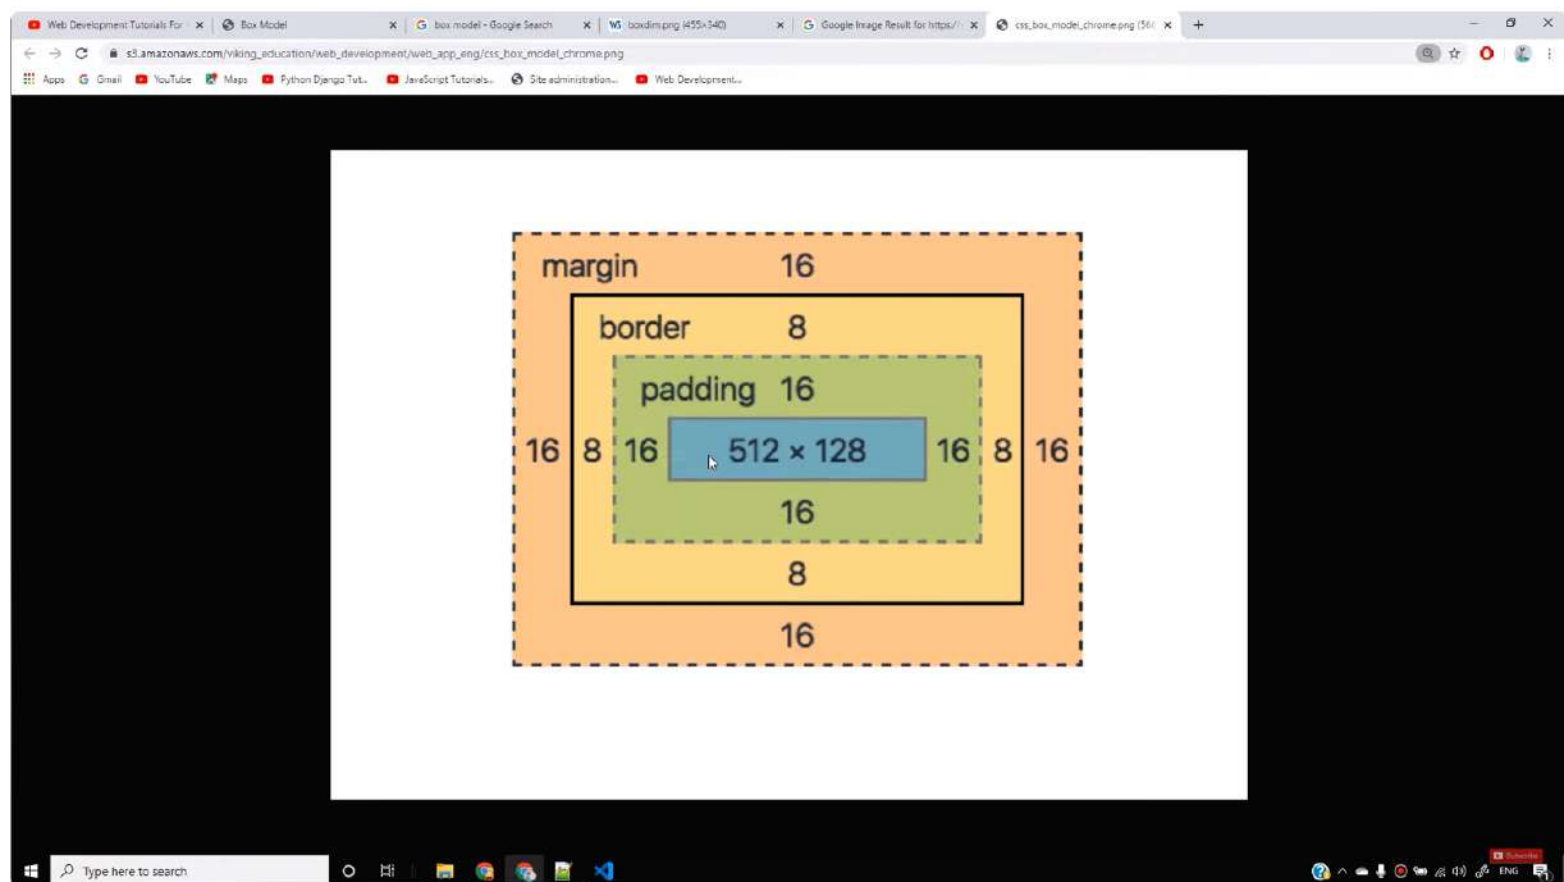 Web Development Tutorials For
Box Model
box model - Google Search
boxdim.png (455×340)
Google Image Result for https://
css_box_model_chrome.png (56
s3.amazonaws.com/viking_education/web_development/web_app_eng/css_box_model_chrome.png
Apps G Gmail YouTube Maps Python Django Tut... JavaScript Tutorials... Site administration... Web Development...
margin 16
border 8
padding 16
16 8 16 512 × 128 16 8 16
16
8
16
Subscribe
Type here to search
ENG